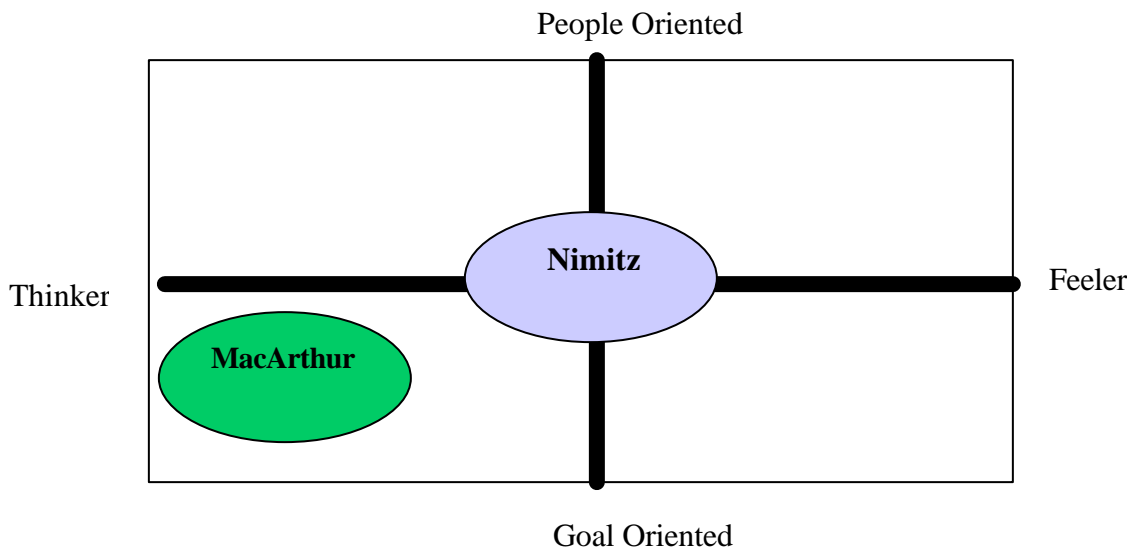 People Oriented
Nimitz
Thinker
Feeler
MacArthur
Goal Oriented